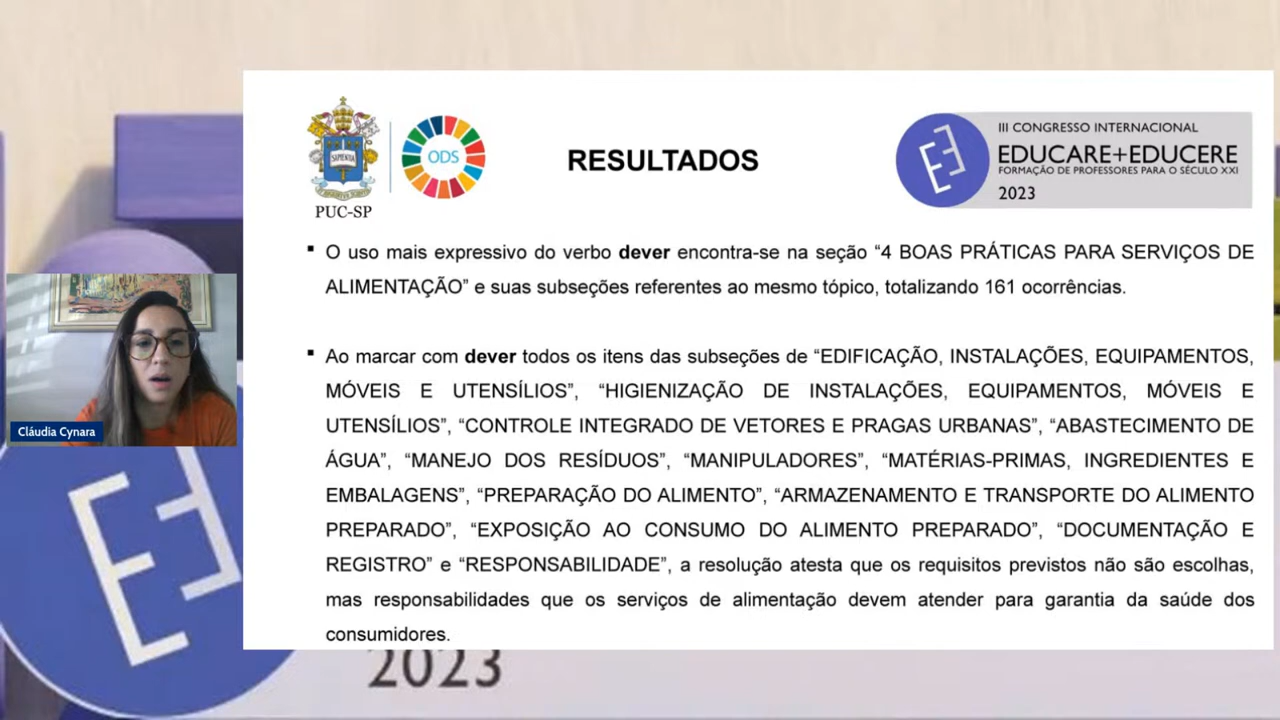 SAPIENTIA
PUC-SP
ODS
RESULTADOS
III CONGRESSO INTERNACIONAL
EDUCARE+EDUCERE
FORMAÇÃO DE PROFESSORES PARA O SÉCULO XXI
2023
▪ O uso mais expressivo do verbo dever encontra-se na seção “4 BOAS PRÁTICAS PARA SERVIÇOS DE
ALIMENTAÇÃO” e suas subseções referentes ao mesmo tópico, totalizando 161 ocorrências.
▪ Ao marcar com dever todos os itens das subseções de “EDIFICAÇÃO, INSTALAÇÕES, EQUIPAMENTOS,
MÓVEIS E UTENSÍLIOS”, “HIGIENIZAÇÃO DE INSTALAÇÕES, EQUIPAMENTOS, MÓVEIS E
UTENSÍLIOS”, “CONTROLE INTEGRADO DE VETORES E PRAGAS URBANAS”, “ABASTECIMENTO DE
ÁGUA”, “MANEJO DOS RESÍDUOS”, “MANIPULADORES”, “MATÉRIAS-PRIMAS, INGREDIENTES E
EMBALAGENS”, “PREPARAÇÃO DO ALIMENTO”, “ARMAZENAMENTO E TRANSPORTE DO ALIMENTO
PREPARADO”, “EXPOSIÇÃO AO CONSUMO DO ALIMENTO PREPARADO”, “DOCUMENTAÇÃO E
REGISTRO” e “RESPONSABILIDADE”, a resolução atesta que os requisitos previstos não são escolhas,
mas responsabilidades que os serviços de alimentação devem atender para garantia da saúde dos
consumidores.
Cláudia Cynara
2023